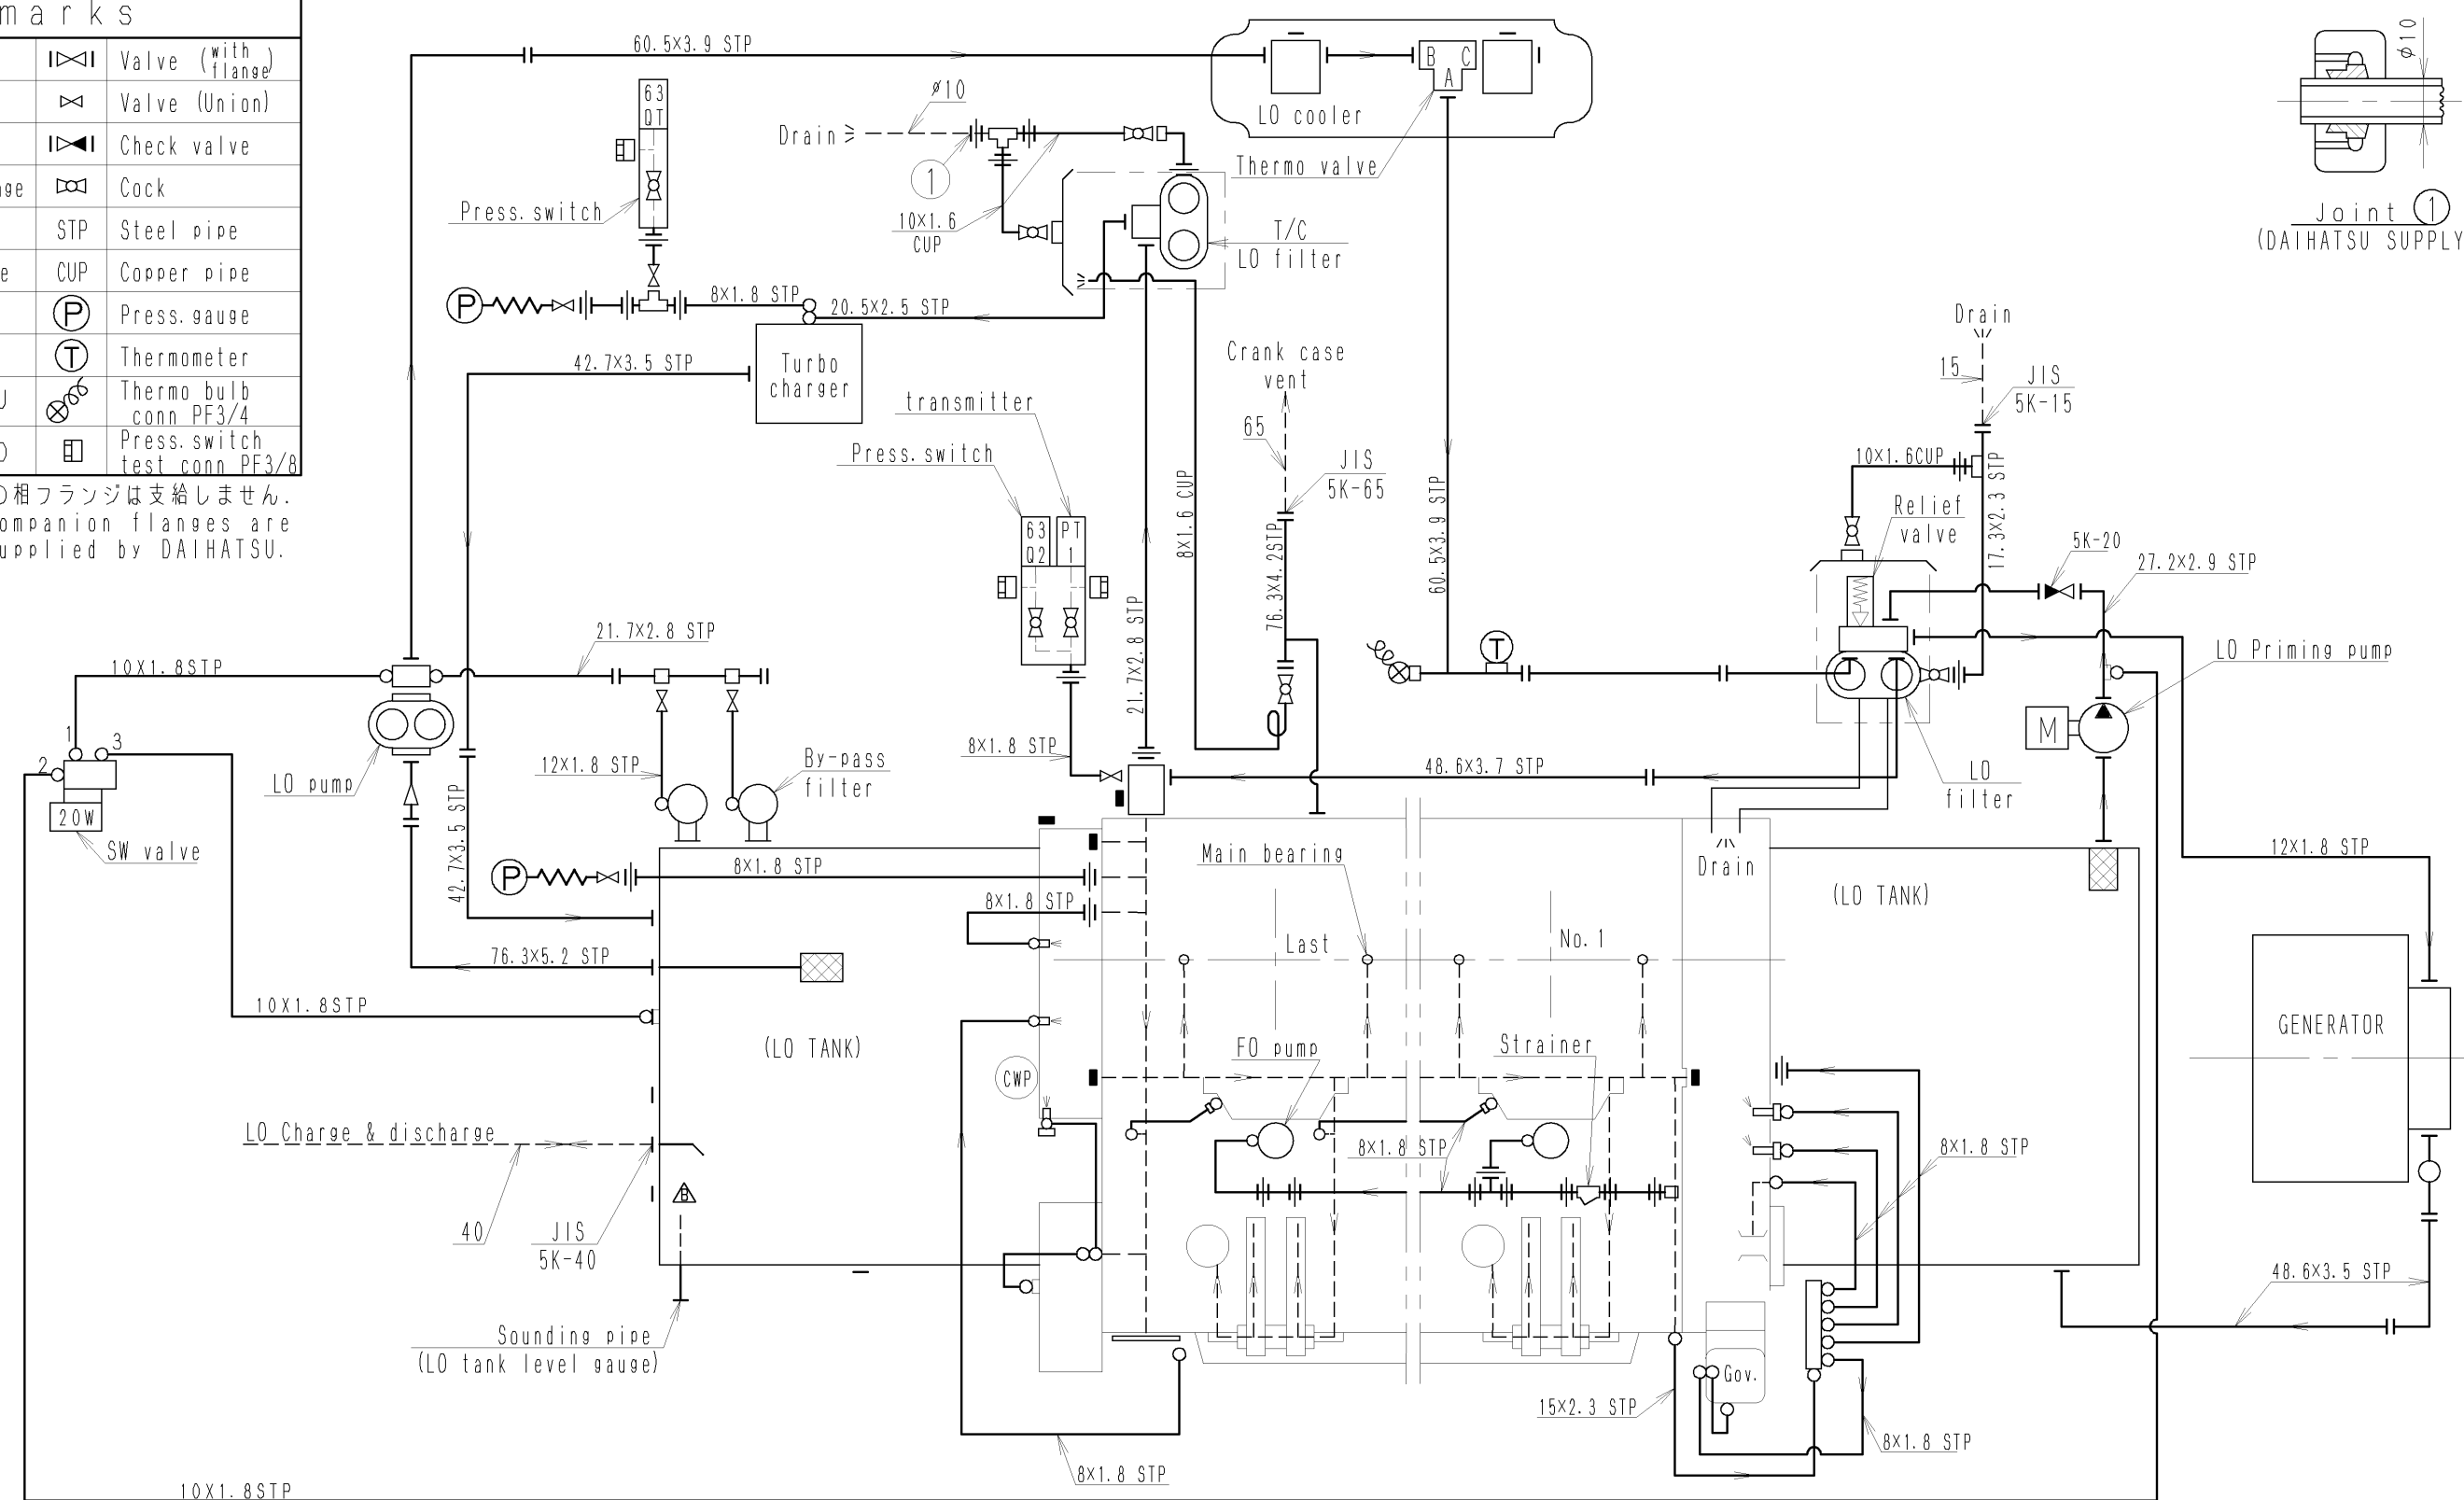 marks
Valve (with flange)
Valve (Union)
Check valve
Cock
STP Steel pipe
CUP Copper pipe
P Press. gauge
T Thermometer
Thermo bulb
conn PF3/4
Press. switch
test conn PF3/8
の相フランジは支給しません.
ompanion flanges are
upplied by DAIHATSU.
60.5×3.9 STP
63
QT
Press. switch
Drain
ø10
1
10×1.6
CUP
B C
A
LO cooler
Thermo valve
T/C
LO filter
ø10
Joint 1
(DAIHATSU SUPPLY
P
8×1.8 STP
20.5×2.5 STP
42.7×3.5 STP
Turbo
charger
transmitter
Press. switch
Crank case
vent
65
JIS
5K-65
63
Q2
PT
1
8×1.6 CUP
76.3×4.2STP
60.5×3.9 STP
21.7×2.8 STP
Drain
15
JIS
5K-15
10×1.6CUP
17.3×2.3 STP
Relief
valve
5K-20
27.2×2.9 STP
LO Priming pump
M
T
LO
filter
12×1.8 STP
21.7×2.8 STP
10×1.8STP
1
3
2
20W
SW valve
LO pump
12×1.8 STP
By-pass
filter
8×1.8 STP
48.6×3.7 STP
42.7×3.5 STP
P
8×1.8 STP
8×1.8 STP
76.3×5.2 STP
10×1.8STP
(LO TANK)
Main bearing
Last
No. 1
Drain
(LO TANK)
GENERATOR
CWP
FO pump
Strainer
8×1.8 STP
8×1.8 STP
LO Charge & discharge
40
JIS
5K-40
B
Sounding pipe
(LO tank level gauge)
48.6×3.5 STP
Gov.
15×2.3 STP
8×1.8 STP
8×1.8 STP
10×1.8STP